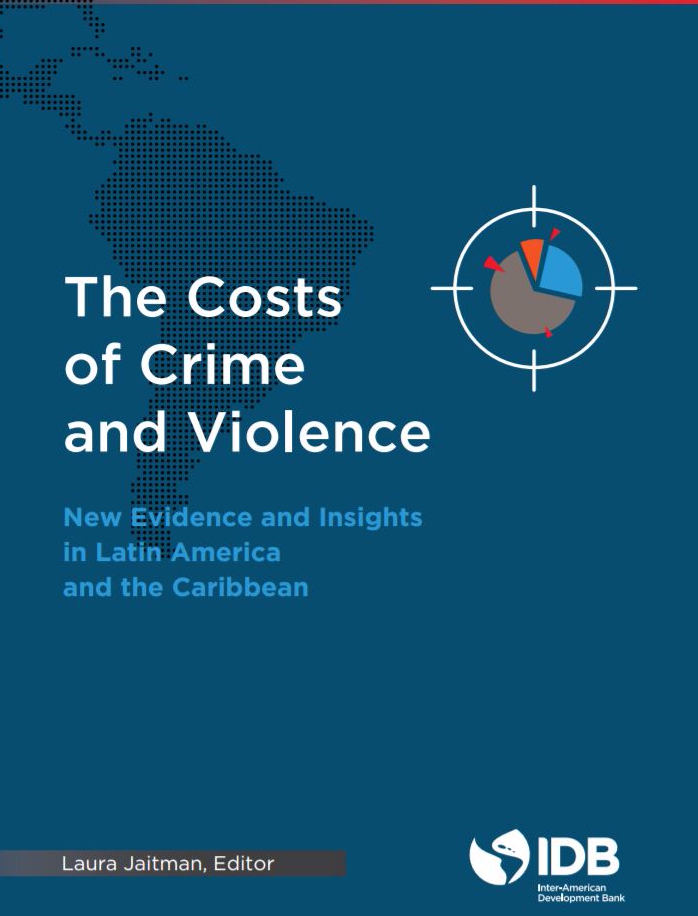 The Costs
of Crime
and Violence
New Evidence and Insights
in Latin America
and the Caribbean
Laura Jaitman, Editor
IDB
Inter-American
Development Bank